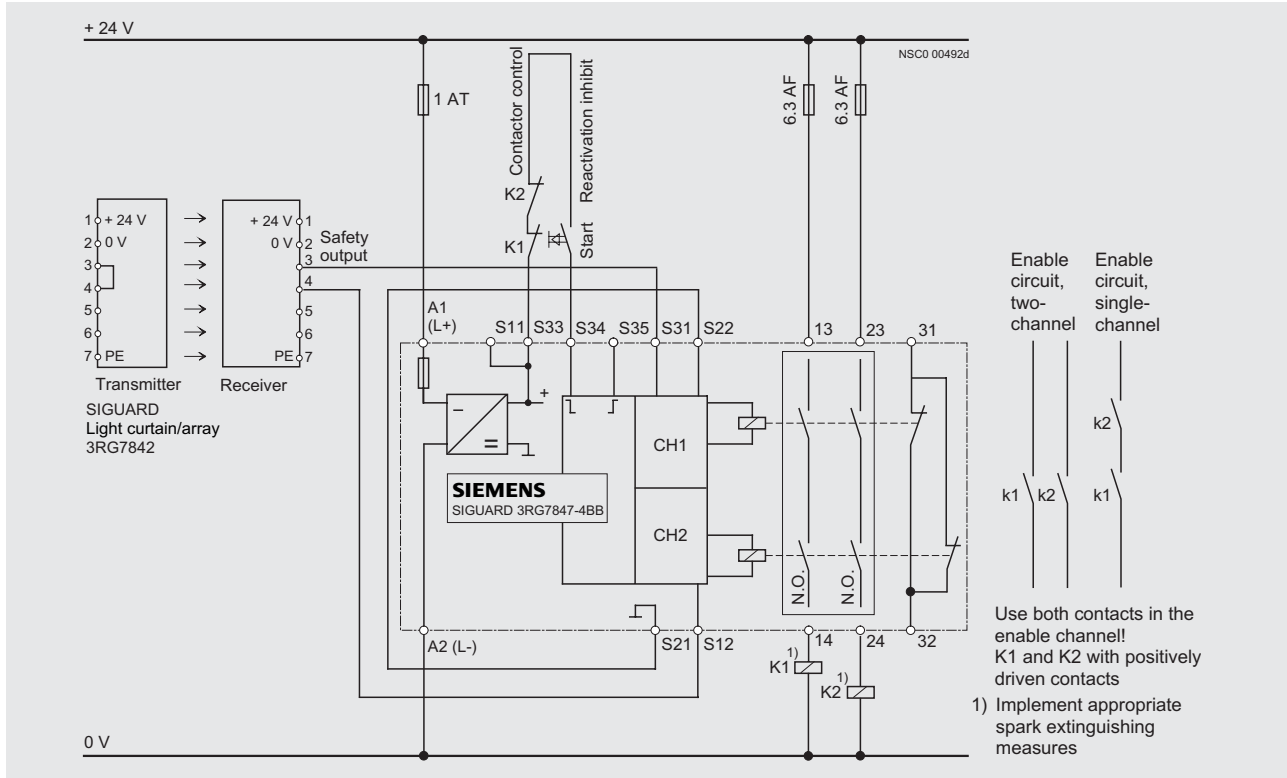 + 24 V
NSC0 00492d
1 AT
Contactor control
Reactivation inhibit
6.3 AF
6.3 AF
K2
K1
Start
1 + 24 V
2 0 V
3
4
5
6
7 PE
+ 24 V 1
0 V 2
3
4
5
6
PE 7
Safety
output
Transmitter
Receiver
SIGUARD
Light curtain/array
3RG7842
A1
(L+)
S11 S33 S34 S35 S31 S22
13 23 31
+
–
=
CH1
CH2
SIEMENS
SIGUARD 3RG7847-4BB
N.O.
N.O.
A2 (L-)
S21 S12
14 24 32
K1 1)
K2 1)
0 V
Enable
circuit,
two-
channel
Enable
circuit,
single-
channel
k2
k1 k2 k1
Use both contacts in the
enable channel!
K1 and K2 with positively
driven contacts
1) Implement appropriate
spark extinguishing
measures